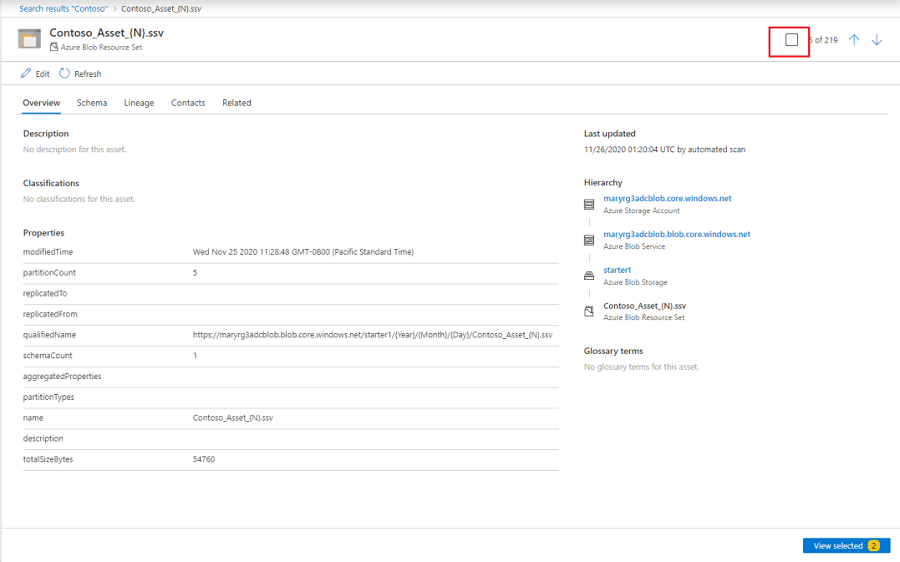 Search results "Contoso" > Contoso_Asset_{N}.ssv
Contoso_Asset_{N}.ssv
Azure Blob Resource Set
of 219
Edit Refresh
Overview Schema Lineage Contacts Related
Description
No description for this asset.
Classifications
No classifications for this asset.
Properties
modifiedTime Wed Nov 25 2020 11:28:48 GMT-0800 (Pacific Standard Time)
partitionCount 5
replicatedTo
replicatedFrom
qualifiedName https://maryrg3adcblob.blob.core.windows.net/starter1/{Year}/{Month}/{Day}/Contoso_Asset_{N}.ssv
schemaCount 1
aggregatedProperties
partitionTypes
name Contoso_Asset_{N}.ssv
description
totalSizeBytes 54760
Last updated
11/26/2020 01:20:04 UTC by automated scan
Hierarchy
maryrg3adcblob.core.windows.net
Azure Storage Account
maryrg3adcblob.blob.core.windows.net
Azure Blob Service
starter1
Azure Blob Storage
Contoso_Asset_{N}.ssv
Azure Blob Resource Set
Glossary terms
No glossary terms for this asset.
View selected 2